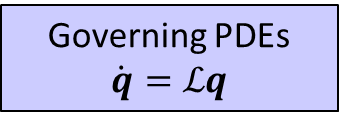 Governing PDEs
q̇ = ℒq